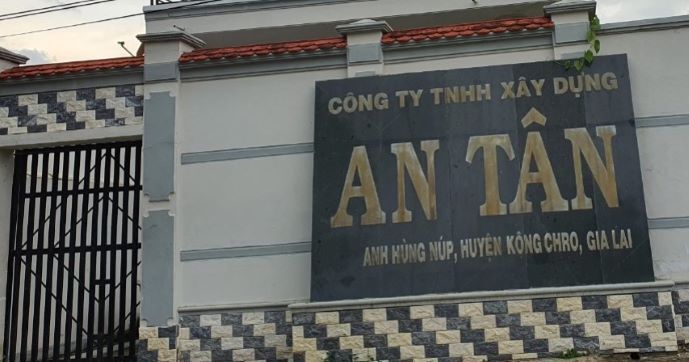 CÔNG TY TNHH XÂY DỰNG
AN TÂN
ANH HÙNG NÚP, HUYỆN KÔNG CHRO, GIA LAI